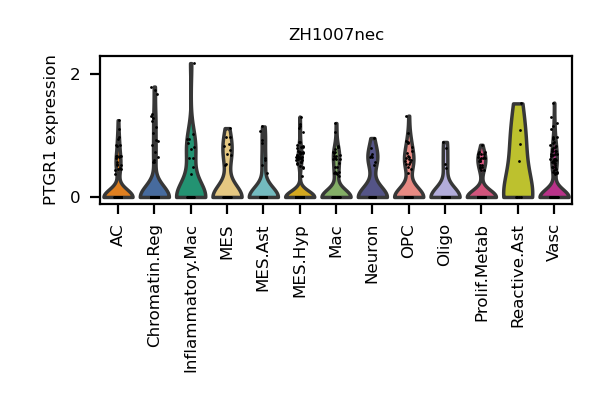 ZH1007nec
PTGR1 expression
2
0
AC
Chromatin.Reg
Inflammatory.Mac
MES
MES.Ast
MES.Hyp
Mac
Neuron
OPC
Oligo
Prolif.Metab
Reactive.Ast
Vasc